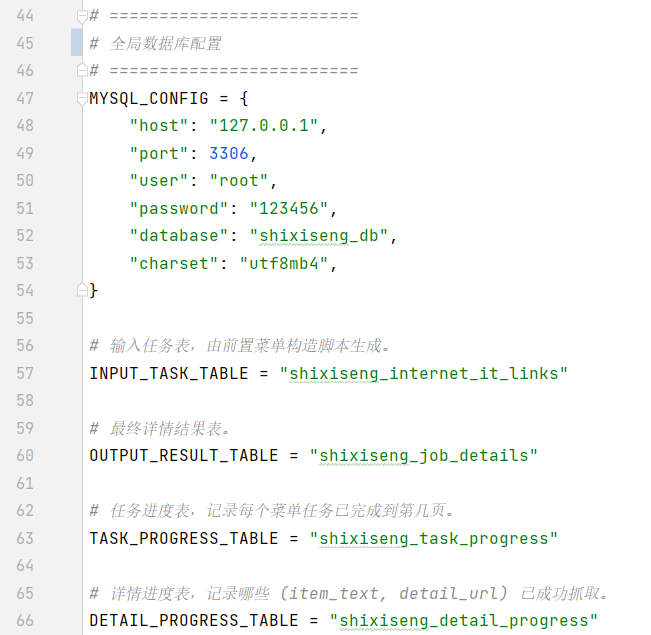 44 # =========================
45 # 全局数据库配置
46 # =========================
47 MYSQL_CONFIG = {
48     "host": "127.0.0.1",
49     "port": 3306,
50     "user": "root",
51     "password": "123456",
52     "database": "shixiseng_db",
53     "charset": "utf8mb4",
54 }
55
56 # 输入任务表，由前置菜单构造脚本生成。
57 INPUT_TASK_TABLE = "shixiseng_internet_it_links"
58
59 # 最终详情结果表。
60 OUTPUT_RESULT_TABLE = "shixiseng_job_details"
61
62 # 任务进度表，记录每个菜单任务已完成到第几页。
63 TASK_PROGRESS_TABLE = "shixiseng_task_progress"
64
65 # 详情进度表，记录哪些 (item_text, detail_url) 已成功抓取。
66 DETAIL_PROGRESS_TABLE = "shixiseng_detail_progress"